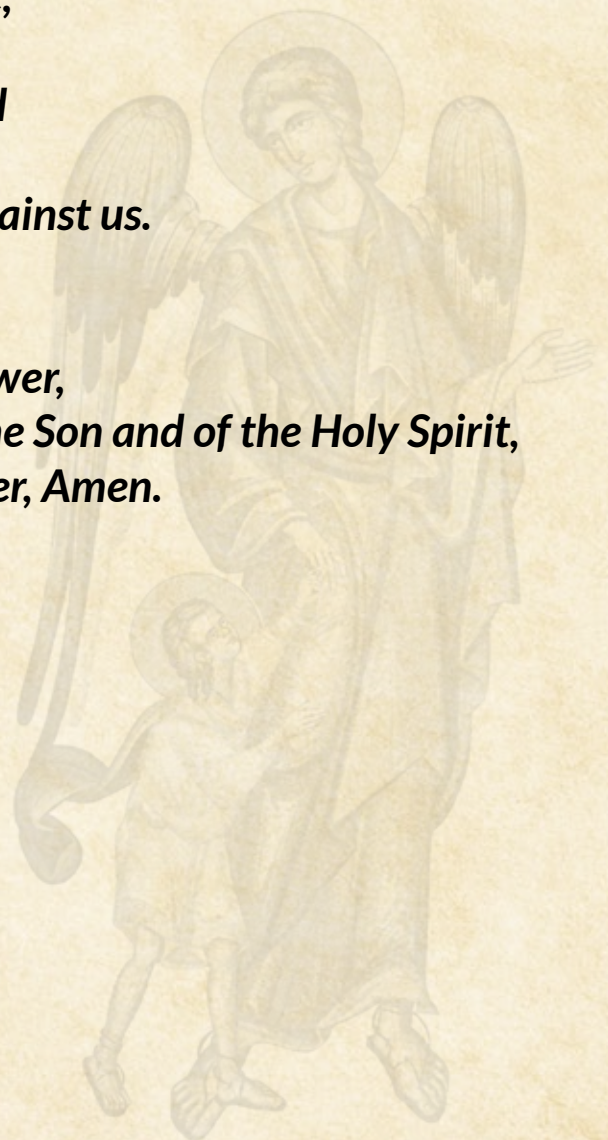 ainst us.
wer,
e Son and of the Holy Spirit,
er, Amen.